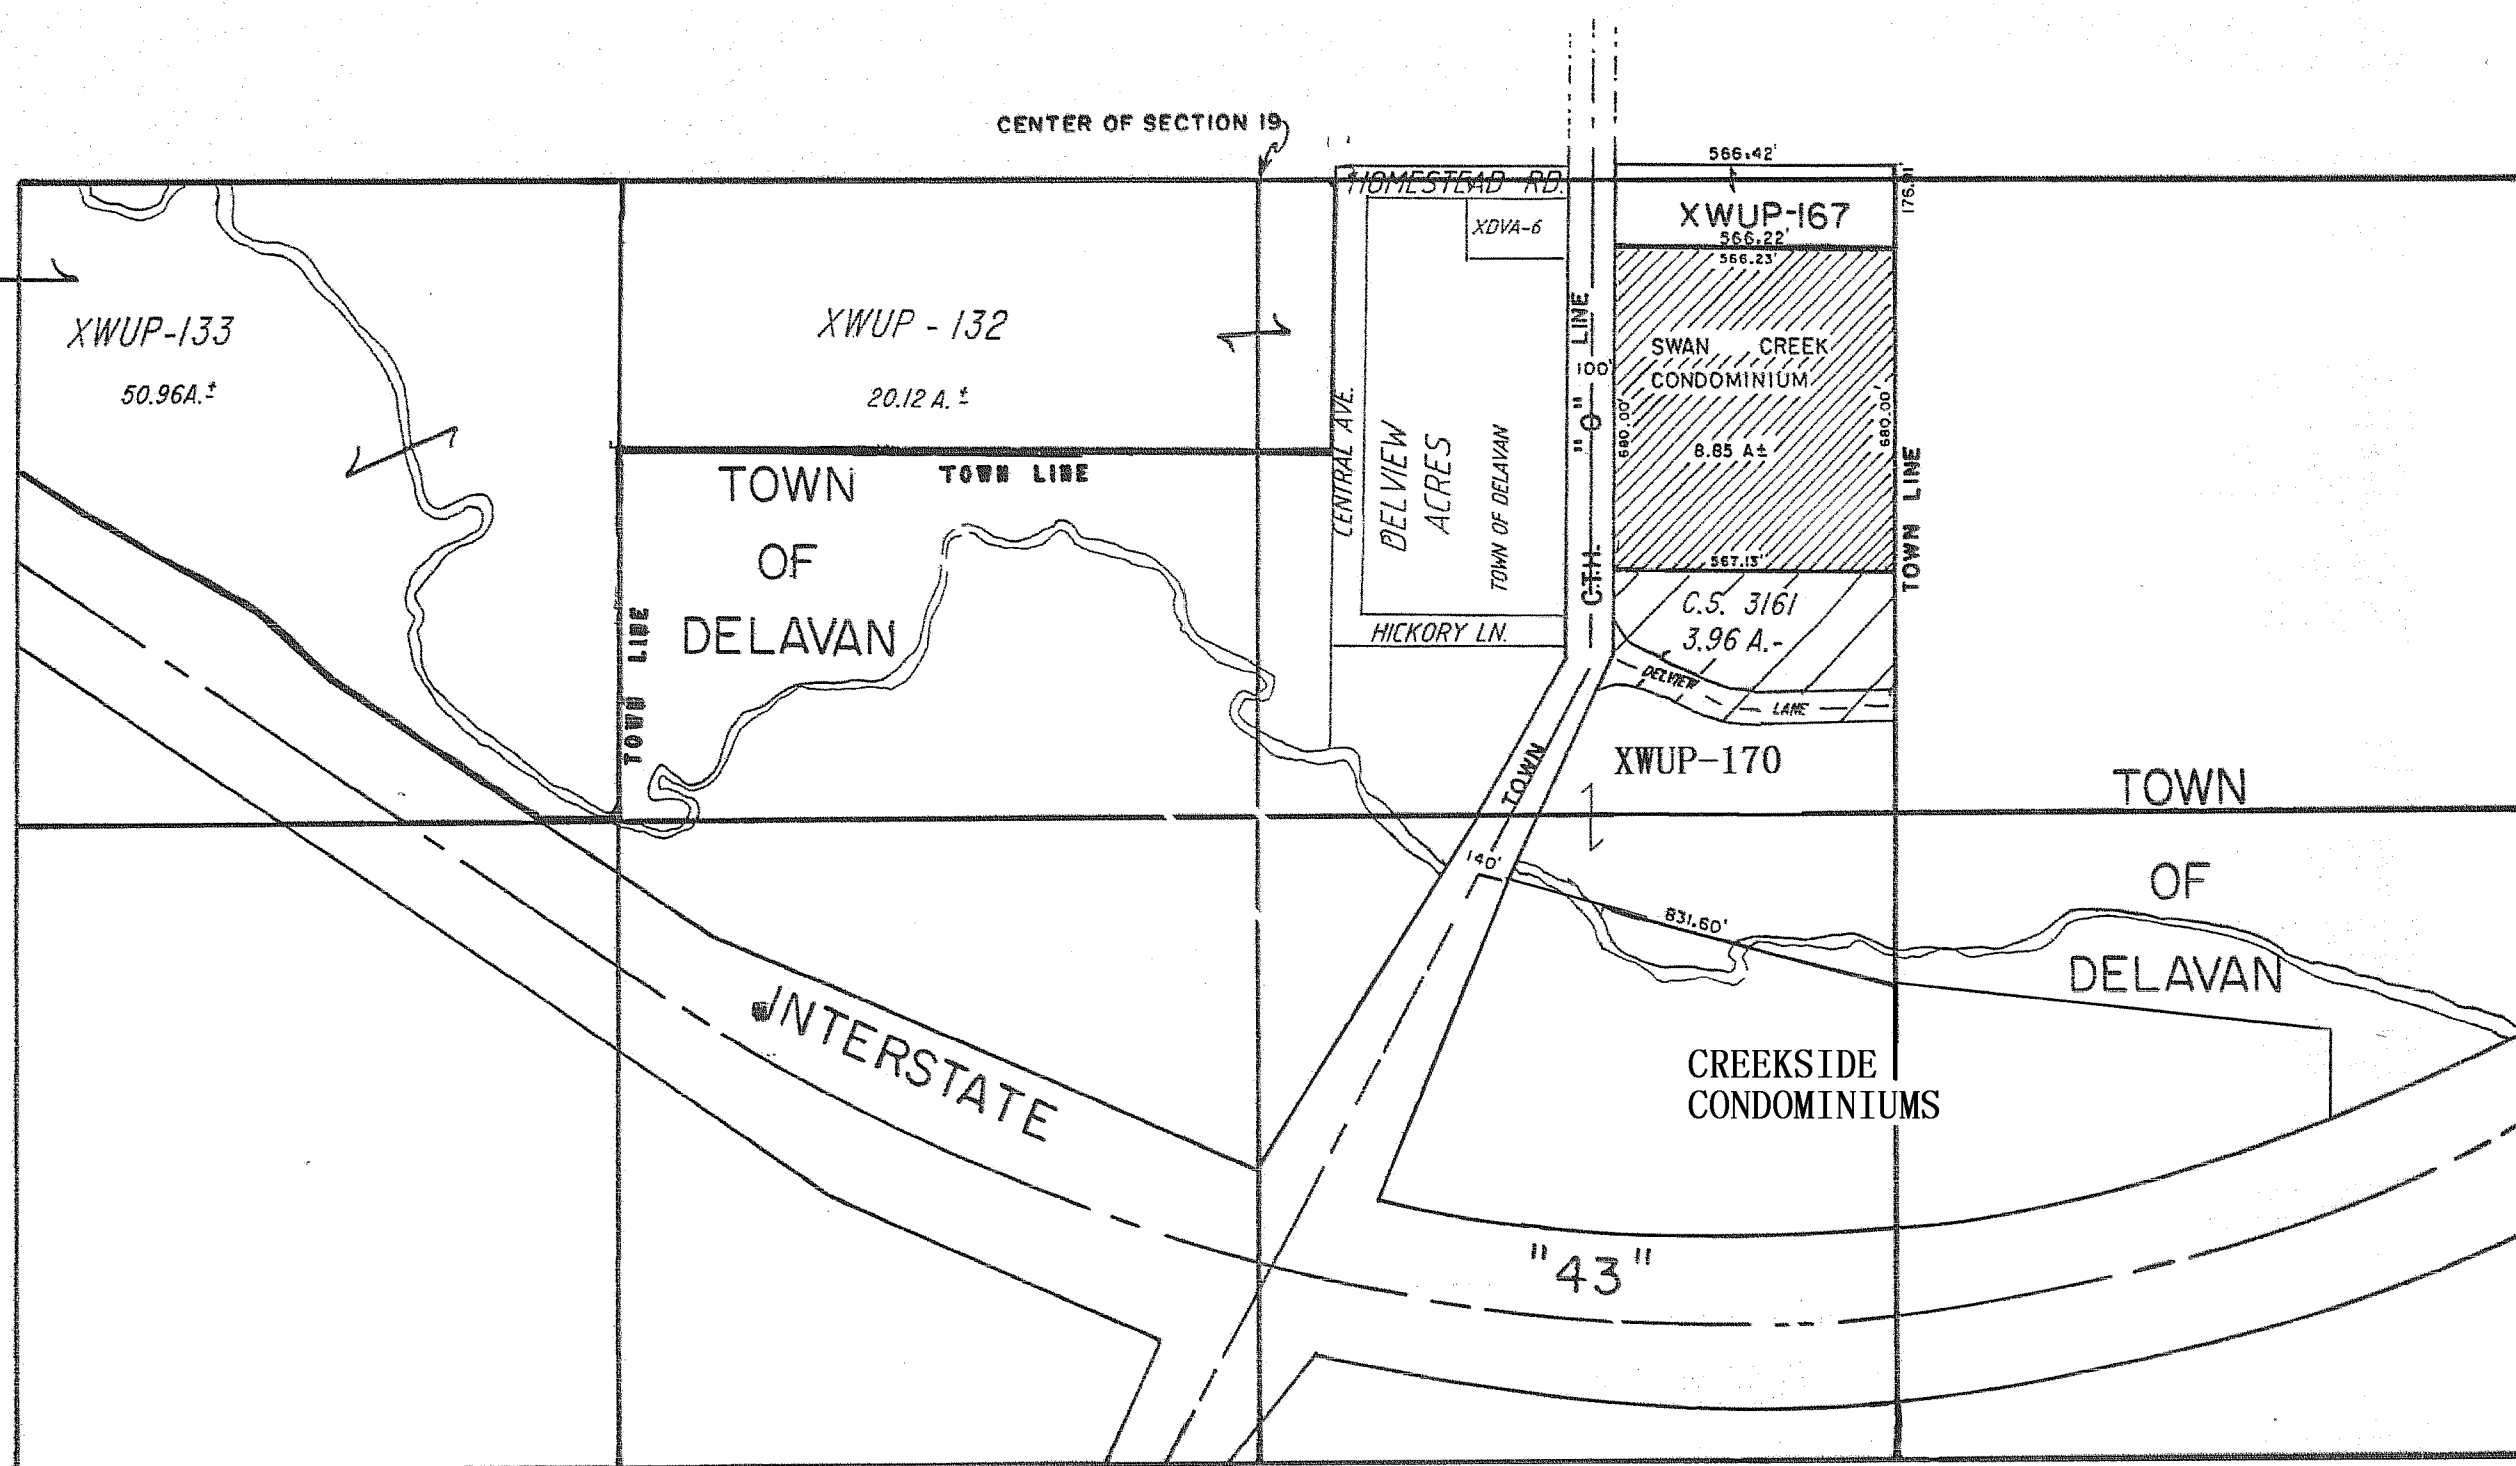 CENTER OF SECTION 19
566.42'
HOMESTEAD RD.
176.91
XWUP-167
566.22'
XDVA-6
566.23'
XWUP-133
50.96A.±
XWUP - 132
20.12 A. ±
LINE
100'
"O"
C.T.H.
SWAN CREEK
CONDOMINIUM
680.00'
680.00'
8.85 A±
567.13'
CENTRAL AVE.
DELVIEW
ACRES
TOWN OF DELAVAN
TOWN LINE
TOWN LINE
TOWN
OF
DELAVAN
TOWN LINE
C.S. 3161
3.96 A.-
HICKORY LN.
DELVIEW
LANE
TOWN
XWUP-170
140'
831.60'
TOWN
OF
DELAVAN
INTERSTATE
CREEKSIDE
CONDOMINIUMS
"43"